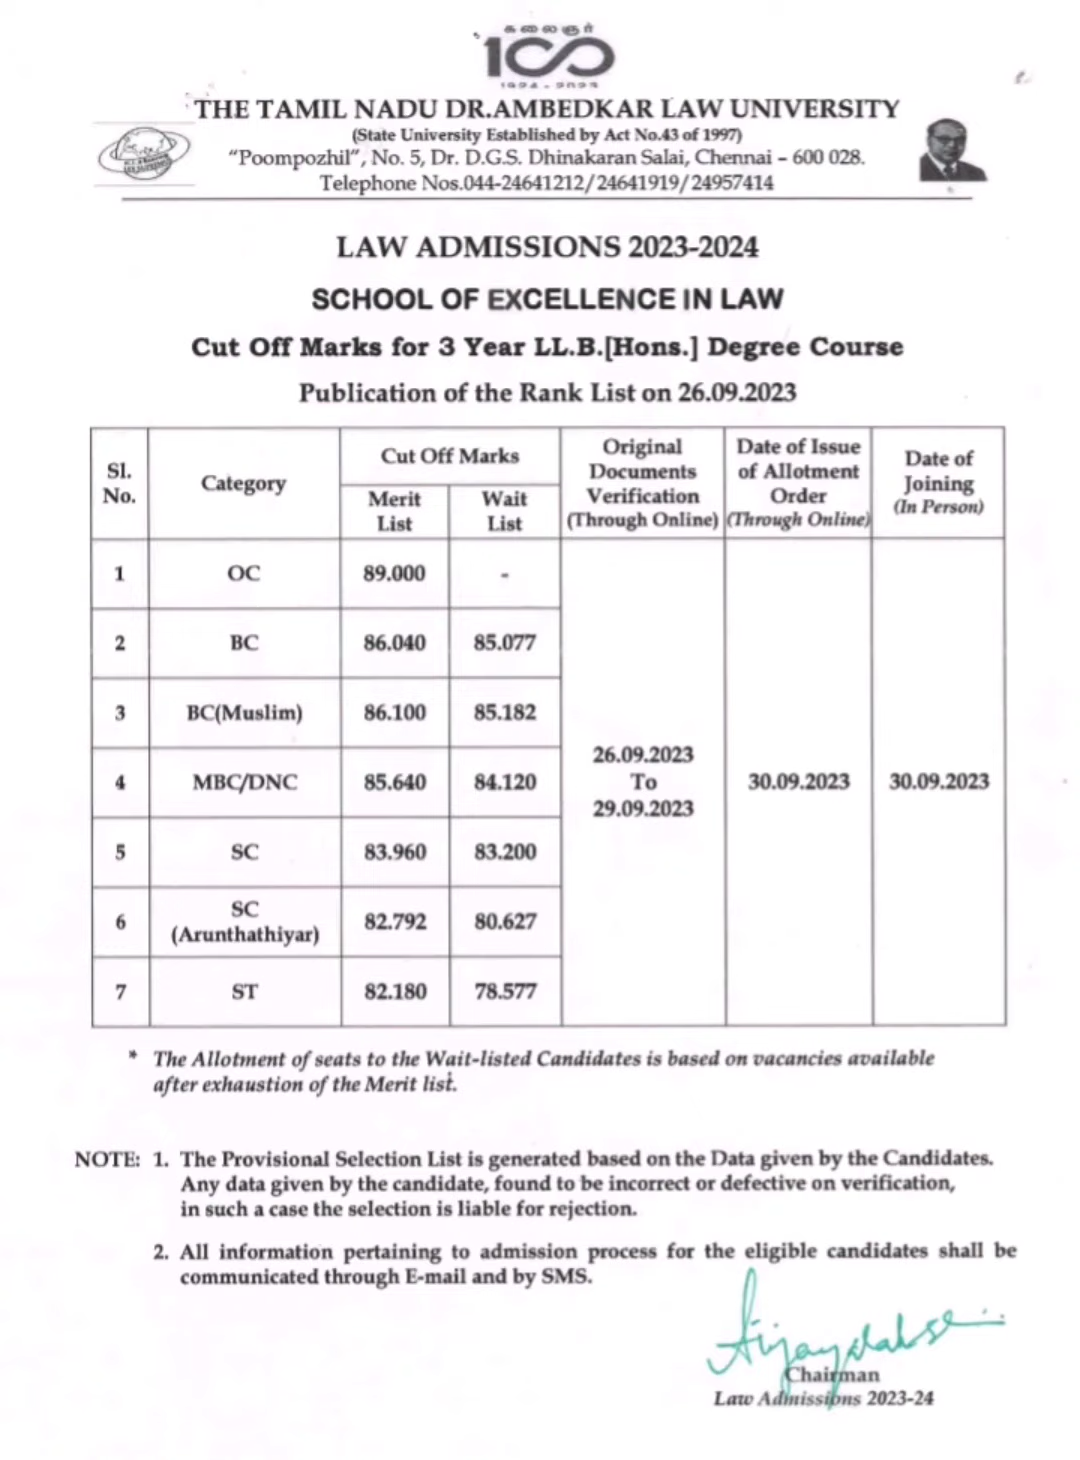 கலைஞர்
100
THE TAMIL NADU DR.AMBEDKAR LAW UNIVERSITY
(State University Established by Act No.43 of 1997)
“Poompozhil”, No. 5, Dr. D.G.S. Dhinakaran Salai, Chennai – 600 028.
Telephone Nos.044-24641212/24641919/24957414
LAW ADMISSIONS 2023-2024
SCHOOL OF EXCELLENCE IN LAW
Cut Off Marks for 3 Year LL.B.[Hons.] Degree Course
Publication of the Rank List on 26.09.2023
Sl. No. Category Cut Off Marks Original Documents Verification (Through Online) Date of Issue of Allotment Order (Through Online) Date of Joining (In Person)
Merit List Wait List
1 OC 89.000 -
2 BC 86.040 85.077
3 BC(Muslim) 86.100 85.182
4 MBC/DNC 85.640 84.120 26.09.2023 To 29.09.2023 30.09.2023 30.09.2023
5 SC 83.960 83.200
6 SC (Arunthathiyar) 82.792 80.627
7 ST 82.180 78.577
* The Allotment of seats to the Wait-listed Candidates is based on vacancies available
after exhaustion of the Merit list.
NOTE: 1. The Provisional Selection List is generated based on the Data given by the Candidates.
Any data given by the candidate, found to be incorrect or defective on verification,
in such a case the selection is liable for rejection.
2. All information pertaining to admission process for the eligible candidates shall be
communicated through E-mail and by SMS.
Chairman
Law Admissions 2023-24